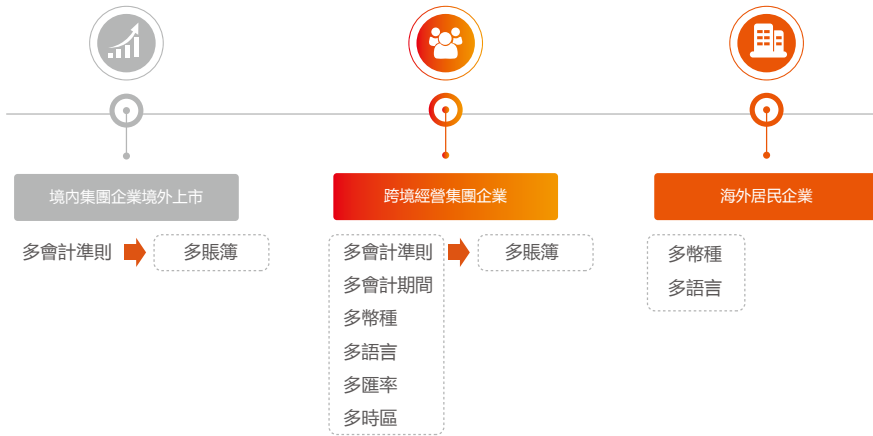 境內集團企業境外上市
多會計準則
多賬簿
跨境經營集團企業
多會計準則
多賬簿
多會計期間
多幣種
多語言
多匯率
多時區
海外居民企業
多幣種
多語言